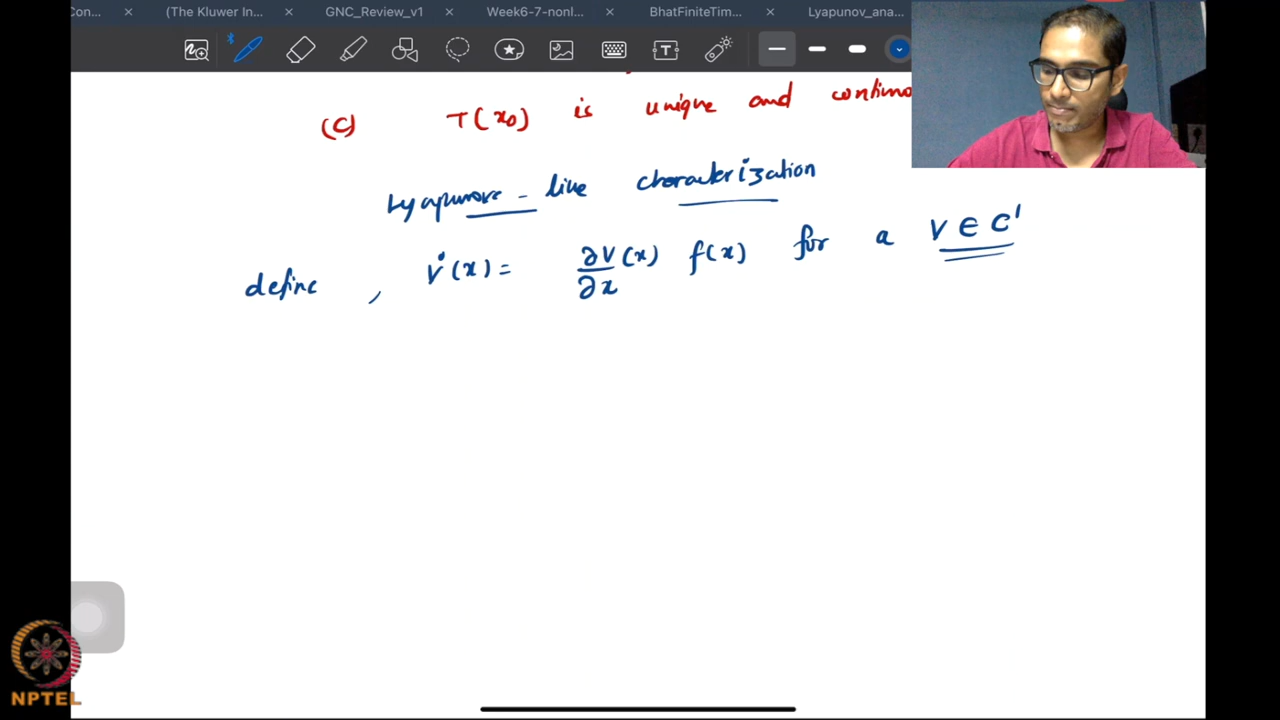 Con... × (The Kluwer In... × GNC_Review_v1 × Week6-7-nonl... × BhatFiniteTim... × Lyapunov_ana...
(c) T(x₀) is unique and continuo
Lyapunov - like characterization
define , V̇(x) = ∂V/∂x (x) f(x) for a V ∈ C¹
NPTEL